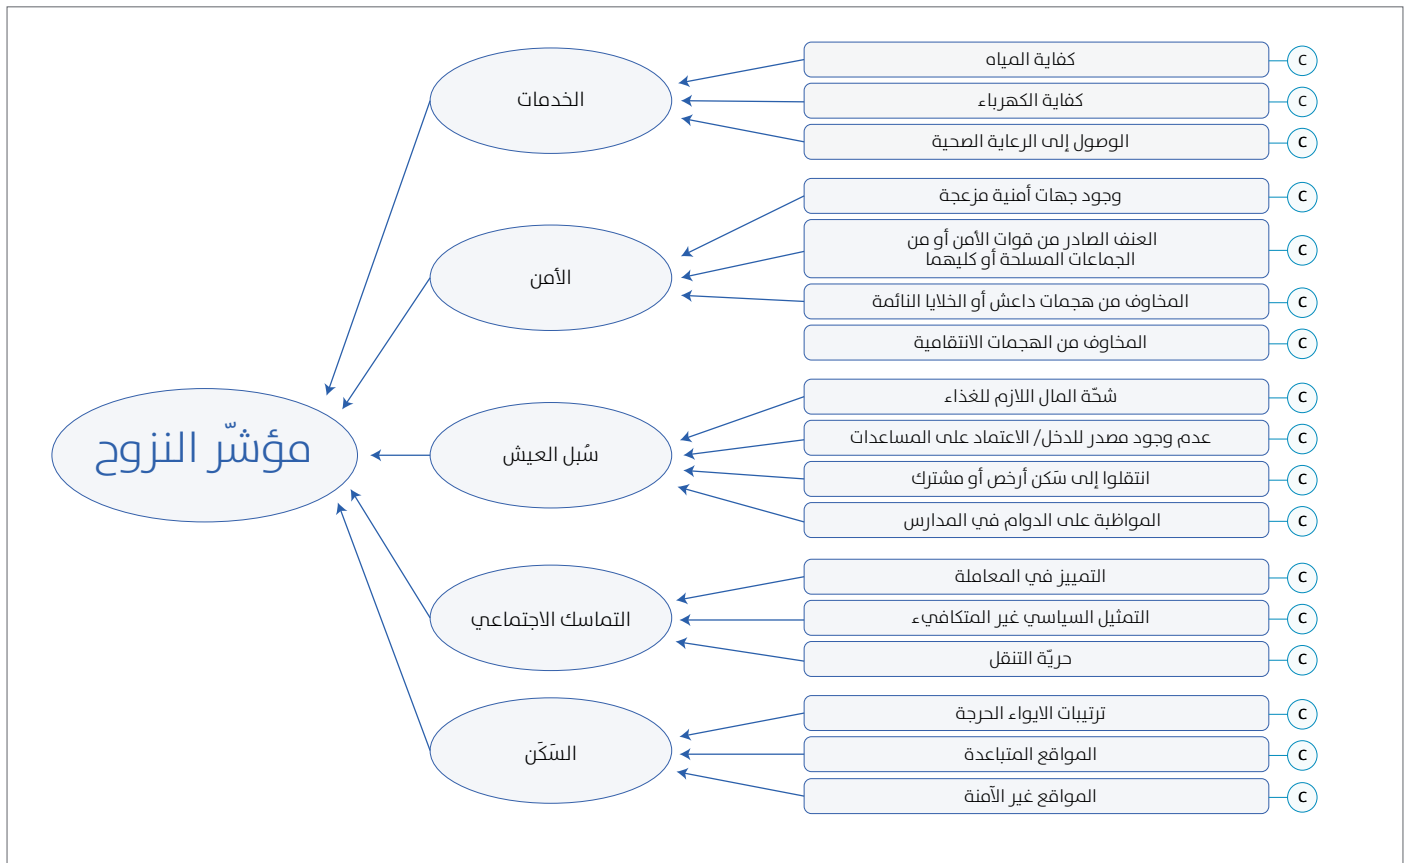 مؤشّر النزوح
الخدمات
كفاية المياه
C
كفاية الكهرباء
C
الوصول إلى الرعاية الصحية
C
الأمن
وجود جهات أمنية مزعجة
C
العنف الصادر من قوات الأمن أو من
الجماعات المسلحة أو كليهما
C
المخاوف من هجمات داعش أو الخلايا النائمة
C
المخاوف من الهجمات الانتقامية
C
سُبل العيش
شحّة المال اللازم للغذاء
C
عدم وجود مصدر للدخل/ الاعتماد على المساعدات
C
انتقلوا إلى سَكن أرخص أو مشترك
C
المواظبة على الدوام في المدارس
C
التماسك الاجتماعي
التمييز في المعاملة
C
التمثيل السياسي غير المتكافيء
C
حريّة التنقل
C
السَكَن
ترتيبات الايواء الحرجة
C
المواقع المتباعدة
C
المواقع غير الآمنة
C